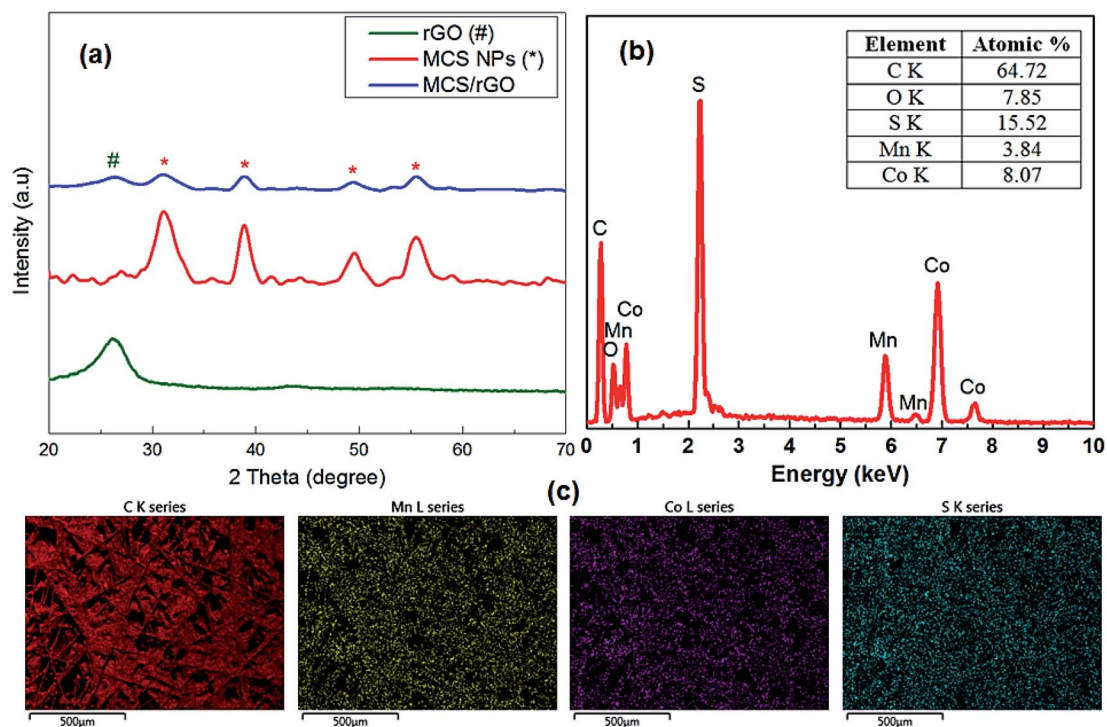 (a)
rGO (#)
MCS NPs (*)
MCS/rGO
#
*
*
*
*
Intensity (a.u)
20 30 40 50 60 70
2 Theta (degree)
(b)
Element Atomic %
C K 64.72
O K 7.85
S K 15.52
Mn K 3.84
Co K 8.07
S
C
Co
Mn
O
Co
Mn
Mn
Co
0 1 2 3 4 5 6 7 8 9 10
Energy (keV)
(c)
C K series
Mn L series
Co L series
S K series
500µm
500µm
500µm
500µm